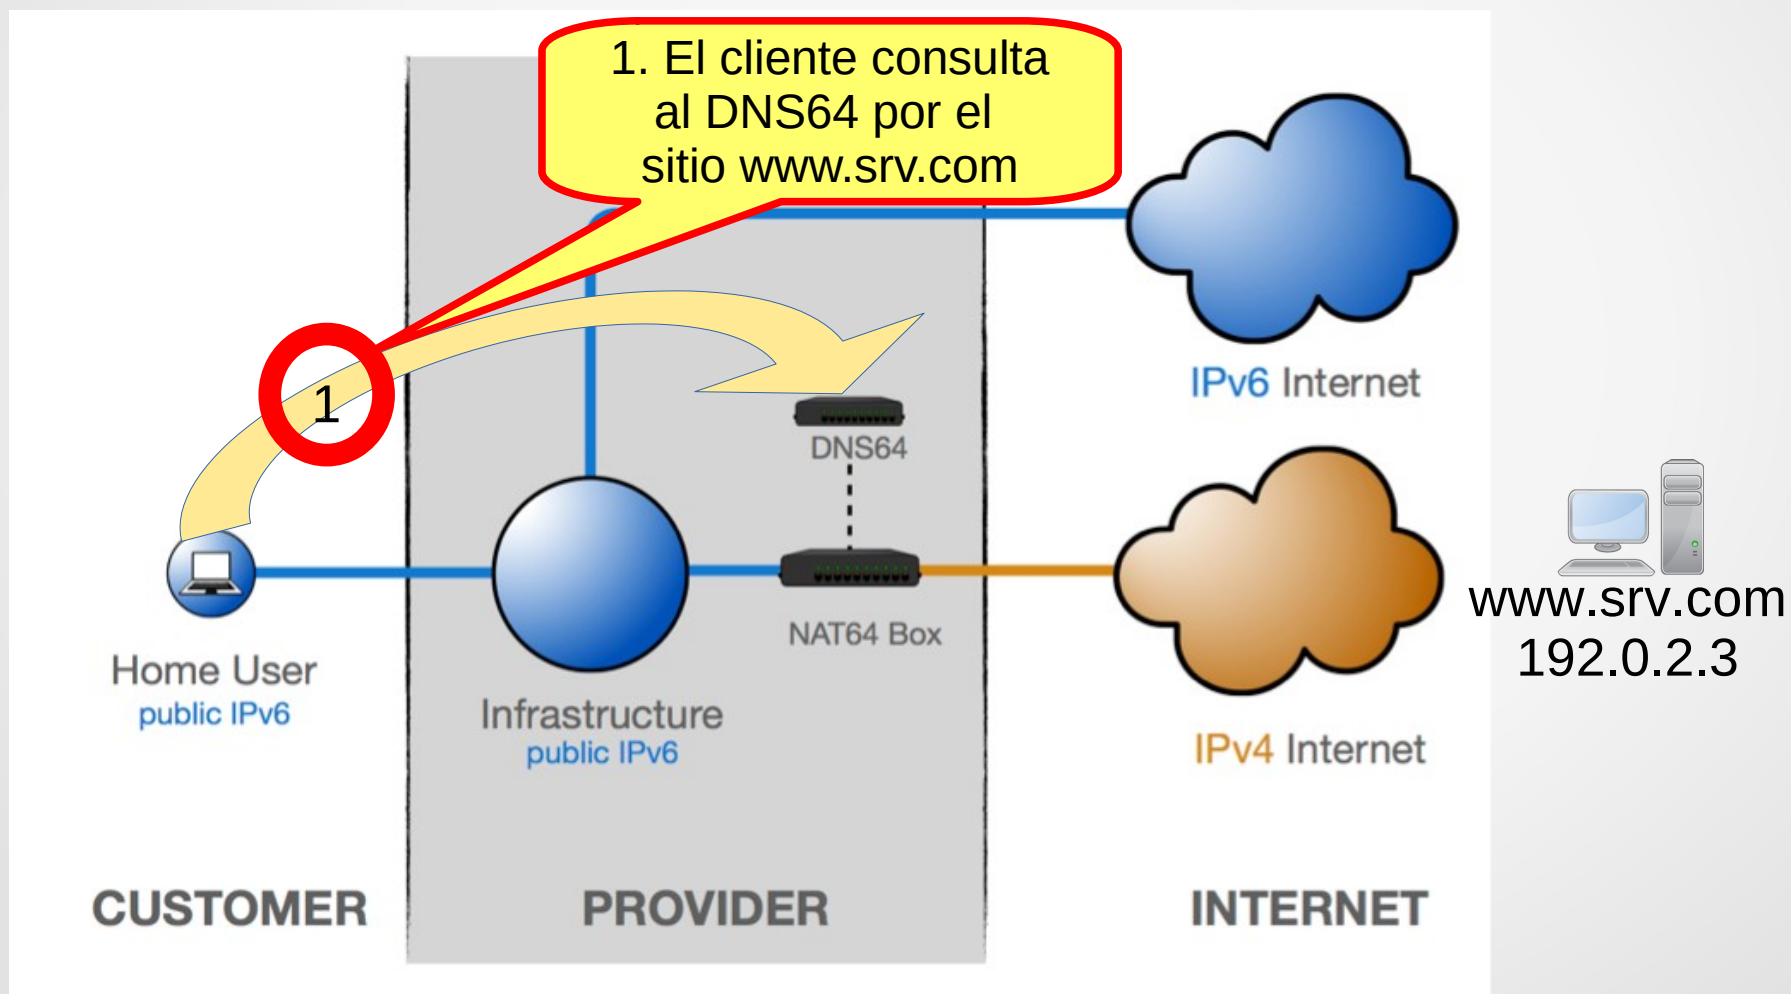 1. El cliente consulta
al DNS64 por el
sitio www.srv.com
1
IPv6 Internet
DNS64
www.srv.com
192.0.2.3
NAT64 Box
Home User
public IPv6
Infrastructure
public IPv6
IPv4 Internet
CUSTOMER
PROVIDER
INTERNET